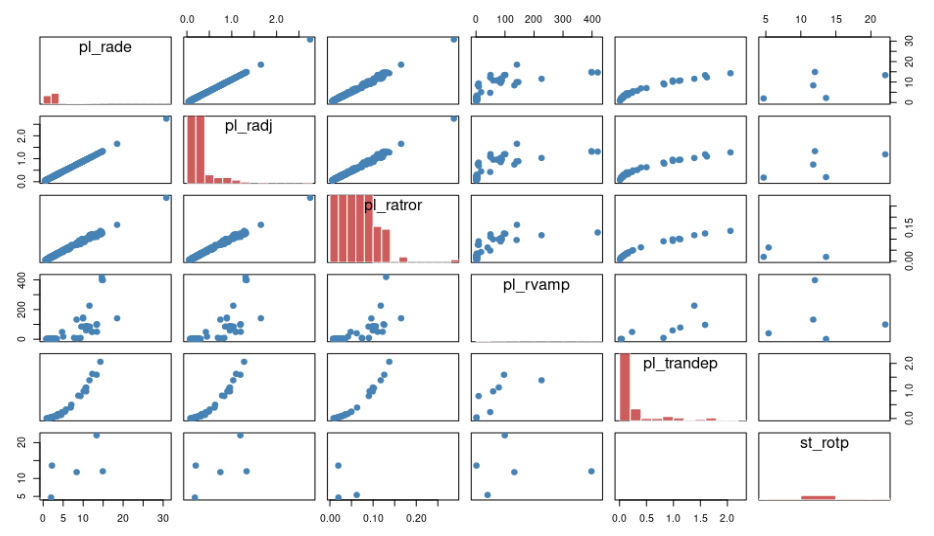 0.0 1.0 2.0 0 100 200 300 400 5 10 15 20
pl_rade
0 10 20 30
pl_radj
0.0 1.0 2.0
pl_ratror
0.00 0.15
pl_rvamp
0 200 400
pl_trandep
0.0 1.0 2.0
st_rotp
5 10 20
0 5 15 30 0.00 0.10 0.20 0.0 0.5 1.0 1.5 2.0